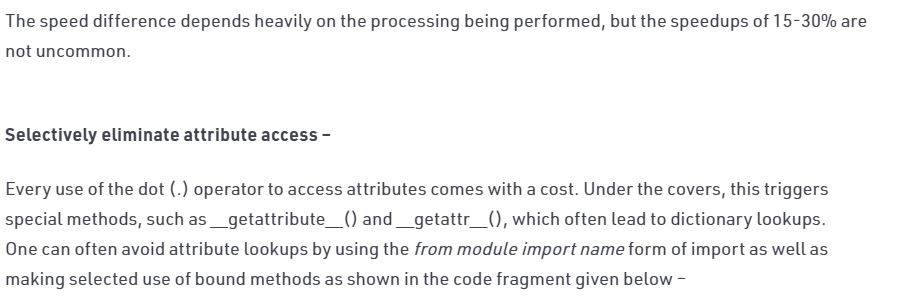 The speed difference depends heavily on the processing being performed, but the speedups of 15-30% are
not uncommon.
Selectively eliminate attribute access –
Every use of the dot (.) operator to access attributes comes with a cost. Under the covers, this triggers
special methods, such as __getattribute__() and __getattr__(), which often lead to dictionary lookups.
One can often avoid attribute lookups by using the from module import name form of import as well as
making selected use of bound methods as shown in the code fragment given below –